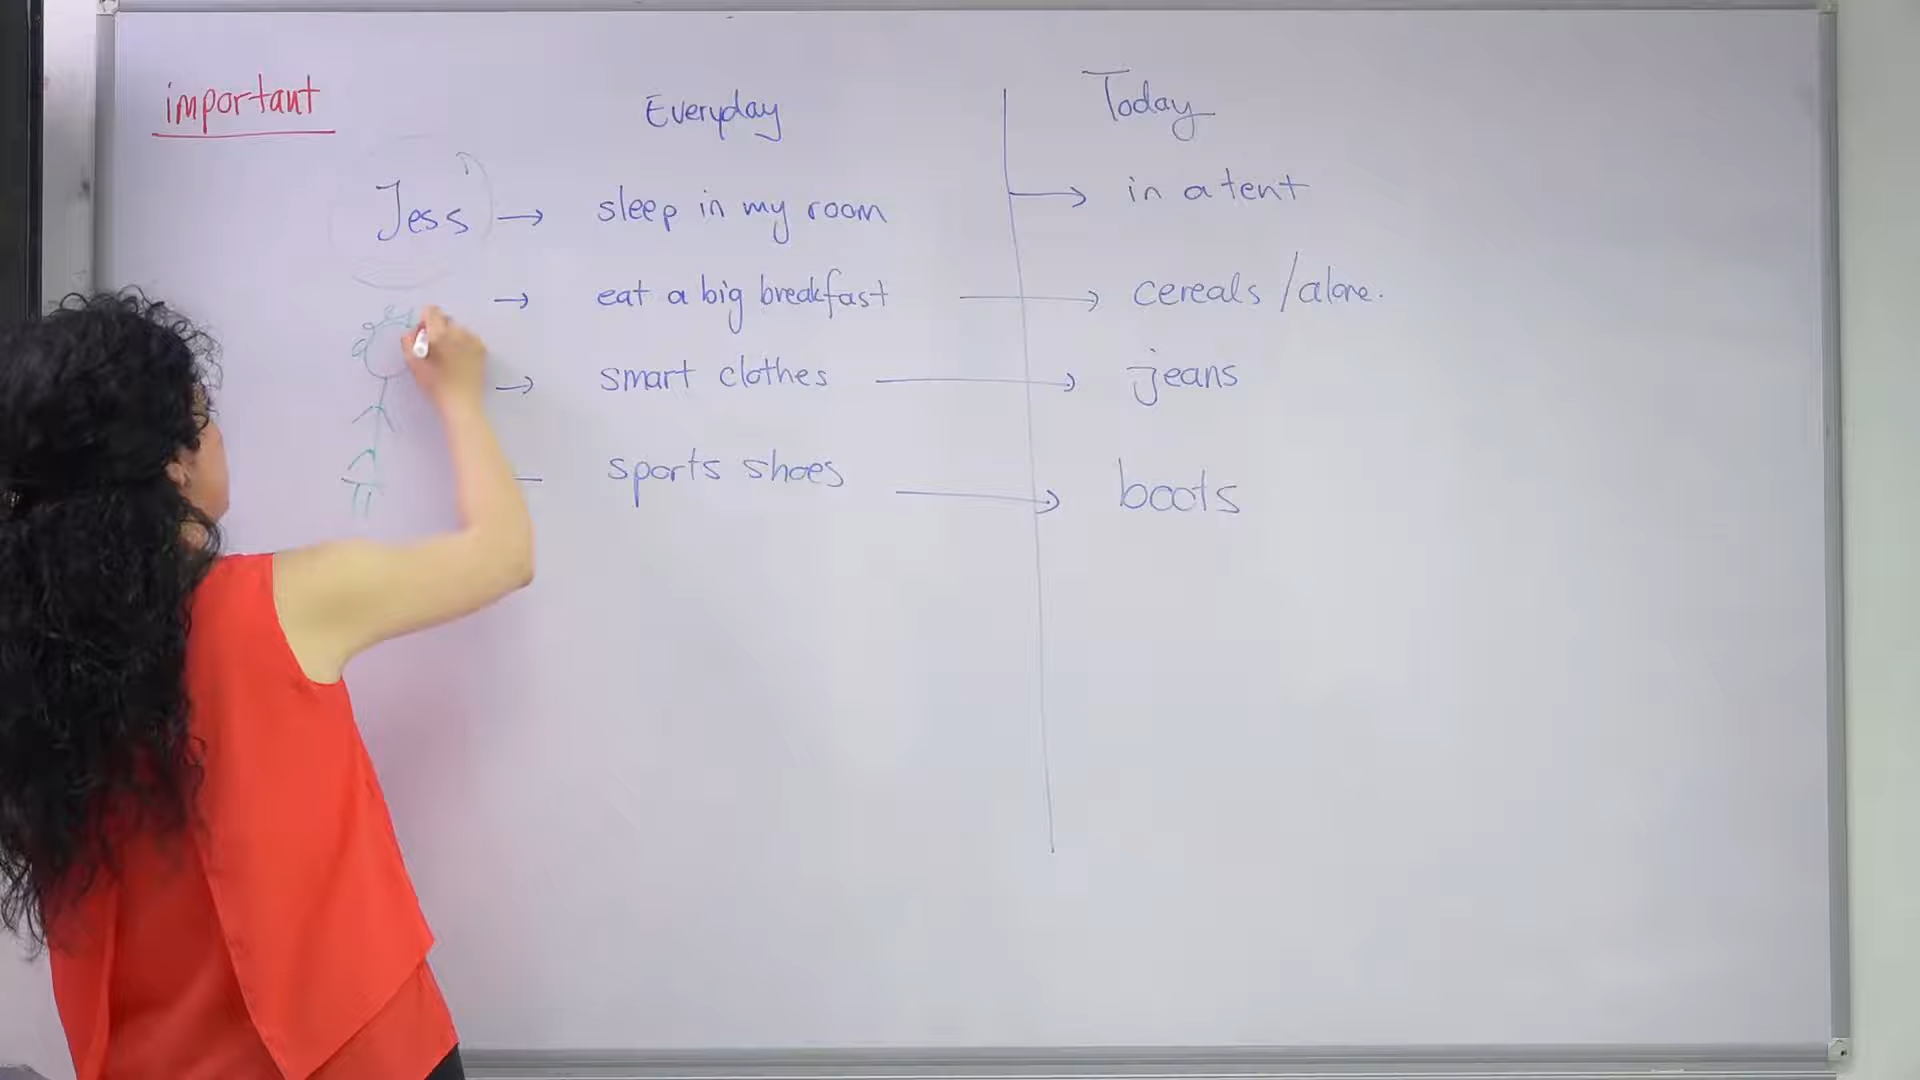 important
Everyday
Today
Jess → sleep in my room → in a tent
→ eat a big breakfast → cereals / alone.
→ smart clothes → jeans
sports shoes → boots